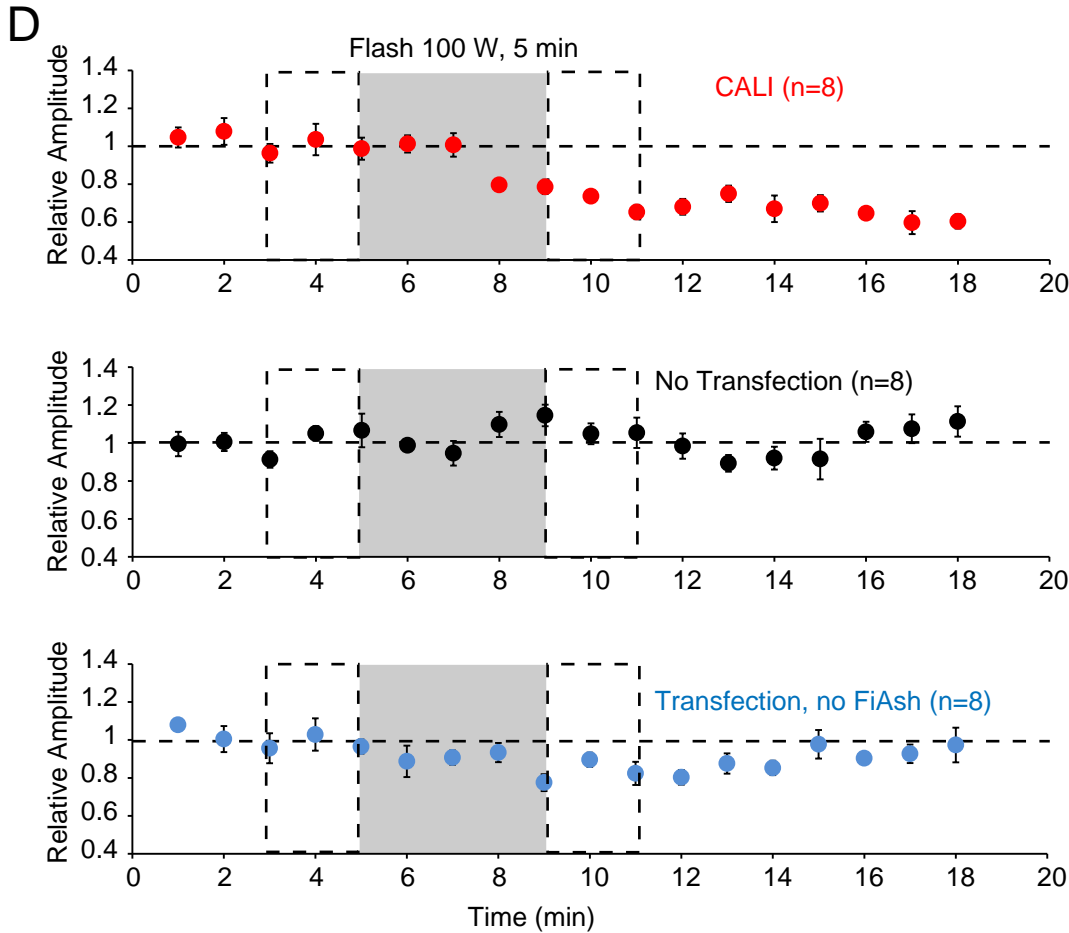 D
Flash 100 W, 5 min
CALI (n=8)
Relative Amplitude
1.4
1.2
1
0.8
0.6
0.4
0 2 4 6 8 10 12 14 16 18 20
No Transfection (n=8)
Relative Amplitude
1.4
1.2
1
0.8
0.6
0.4
0 2 4 6 8 10 12 14 16 18 20
Transfection, no FiAsh (n=8)
Relative Amplitude
1.4
1.2
1
0.8
0.6
0.4
0 2 4 6 8 10 12 14 16 18 20
Time (min)